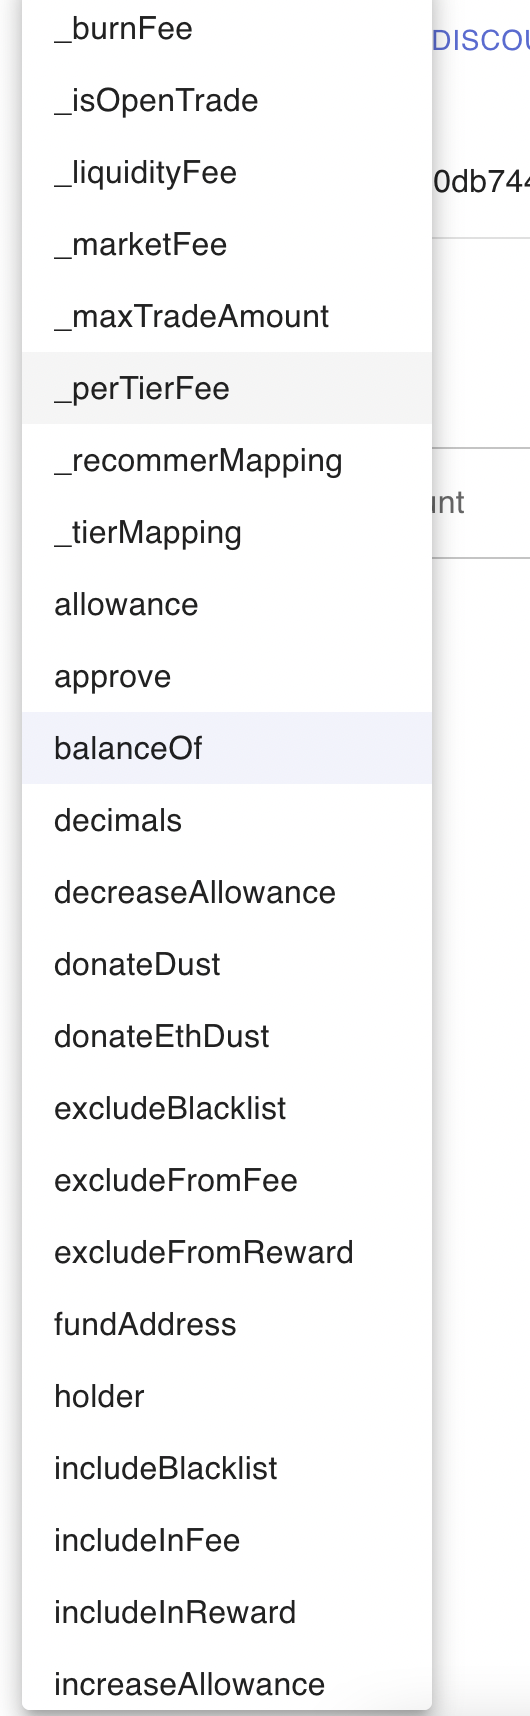 _burnFee
_isOpenTrade
_liquidityFee
_marketFee
_maxTradeAmount
_perTierFee
_recommerMapping
_tierMapping
allowance
approve
balanceOf
decimals
decreaseAllowance
donateDust
donateEthDust
excludeBlacklist
excludeFromFee
excludeFromReward
fundAddress
holder
includeBlacklist
includeInFee
includeInReward
increaseAllowance